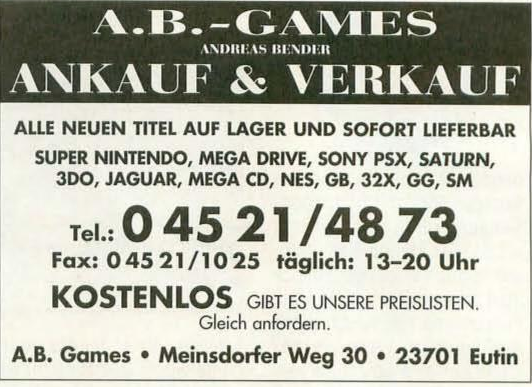 A.B.-GAMES
ANDREAS BENDER
ANKAUF & VERKAUF
ALLE NEUEN TITEL AUF LAGER UND SOFORT LIEFERBAR
SUPER NINTENDO, MEGA DRIVE, SONY PSX, SATURN,
3DO, JAGUAR, MEGA CD, NES, GB, 32X, GG, SM
Tel.: 0 45 21/48 73
Fax: 0 45 21/10 25 täglich: 13–20 Uhr
KOSTENLOS GIBT ES UNSERE PREISLISTEN.
Gleich anfordern.
A.B. Games • Meinsdorfer Weg 30 • 23701 Eutin